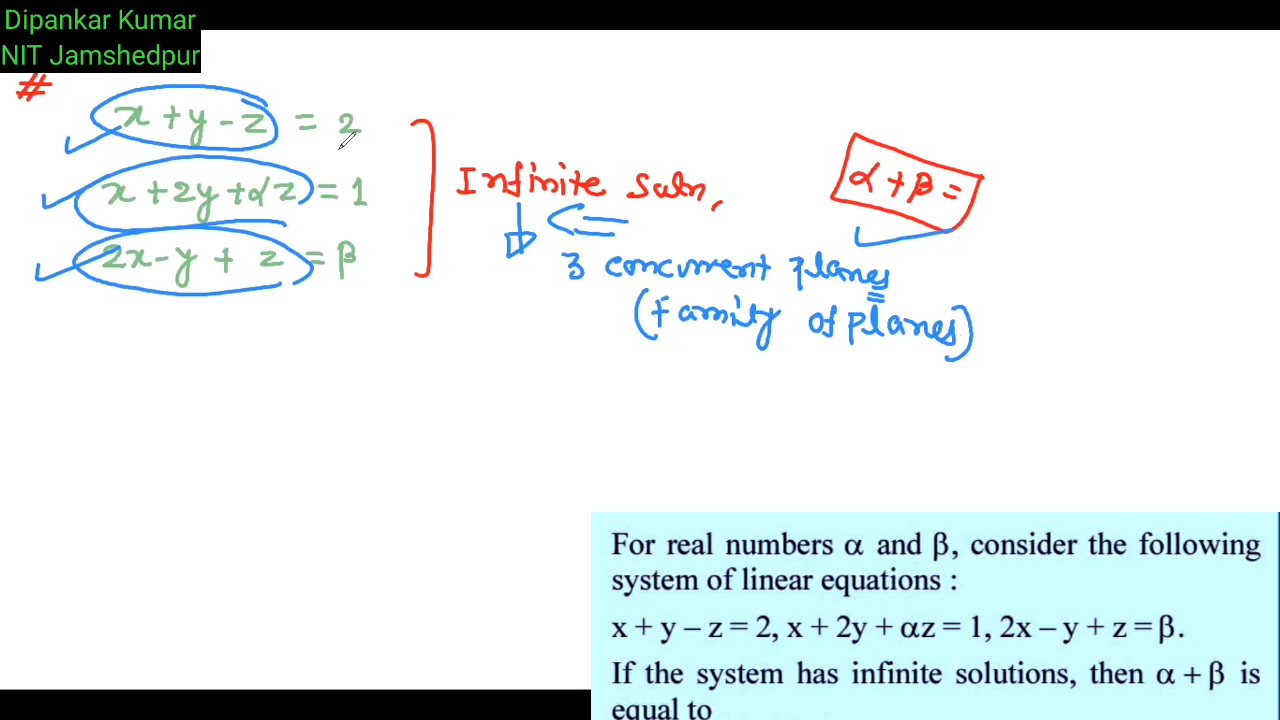 Dipankar Kumar
NIT Jamshedpur
#
x + y - z = 2
x + 2y + αz = 1
2x - y + z = β
Infinite soln,
α + β =
3 concurrent planes
(Family of planes)
For real numbers α and β, consider the following
system of linear equations :
x + y – z = 2, x + 2y + αz = 1, 2x – y + z = β.
If the system has infinite solutions, then α + β is
equal to